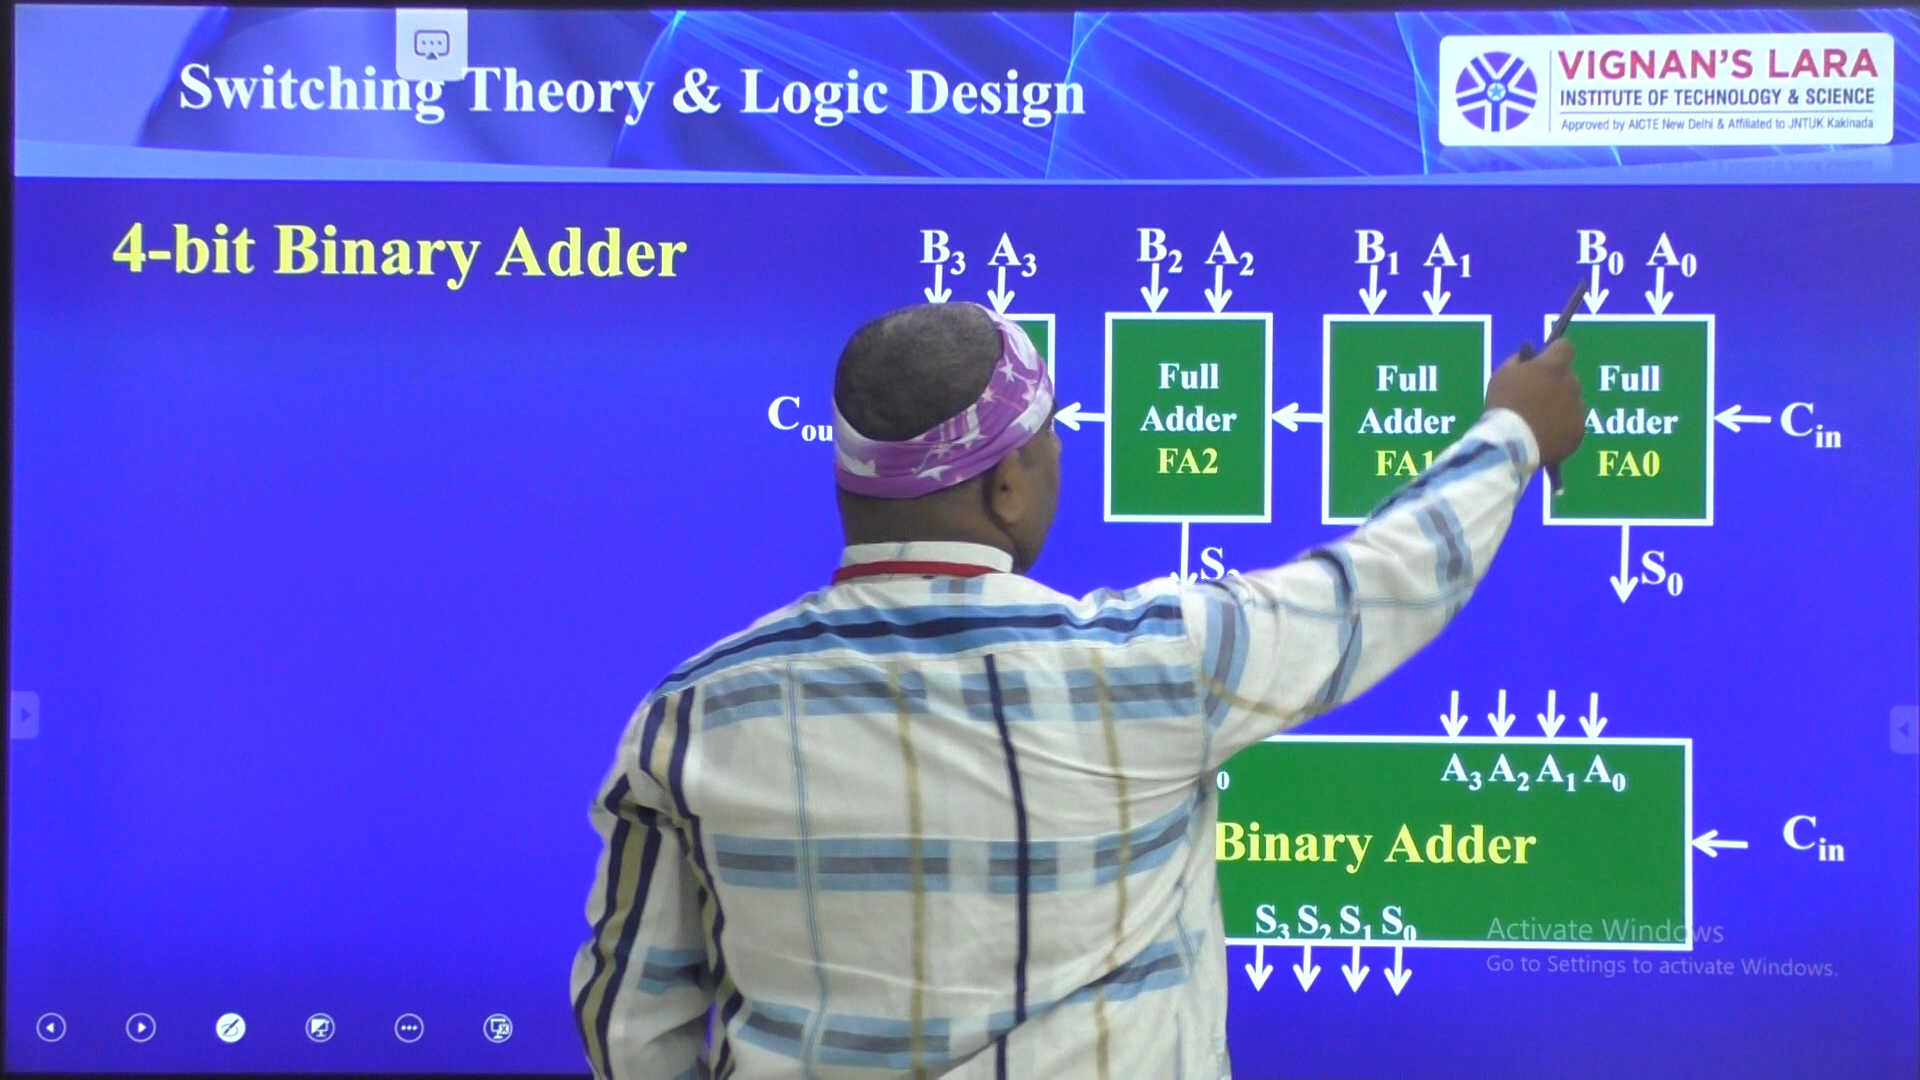 Switching Theory & Logic Design
VIGNAN'S LARA
INSTITUTE OF TECHNOLOGY & SCIENCE
Approved by AICTE New Delhi & Affiliated to JNTUK Kakinada
4-bit Binary Adder
B3 A3 B2 A2 B1 A1 B0 A0
Full Full Full
Adder Adder Adder
FA2 FA1 FA0
Cou
Cin
S2 S0
A3 A2 A1 A0
Binary Adder
Cin
S3 S2 S1 S0
Activate Windows
Go to Settings to activate Windows.